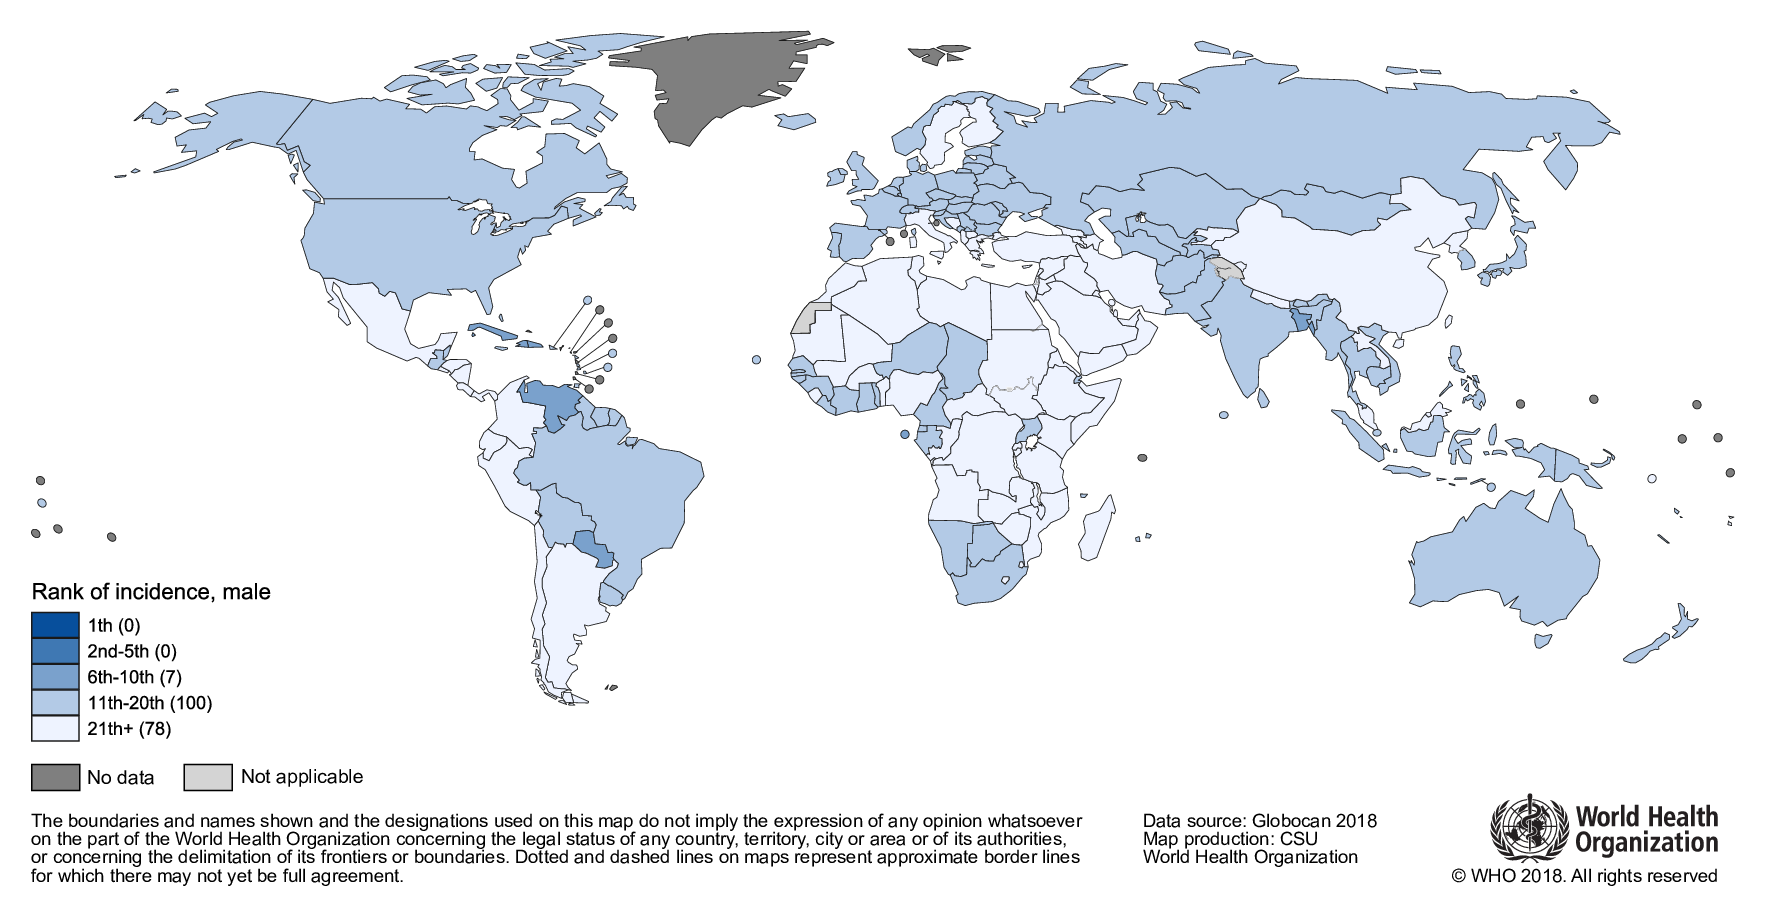 Rank of incidence, male
1th (0)
2nd-5th (0)
6th-10th (7)
11th-20th (100)
21th+ (78)
No data
Not applicable
The boundaries and names shown and the designations used on this map do not imply the expression of any opinion whatsoever
on the part of the World Health Organization concerning the legal status of any country, territory, city or area or of its authorities,
or concerning the delimitation of its frontiers or boundaries. Dotted and dashed lines on maps represent approximate border lines
for which there may not yet be full agreement.
Data source: Globocan 2018
Map production: CSU
World Health Organization
World Health
Organization
© WHO 2018. All rights reserved